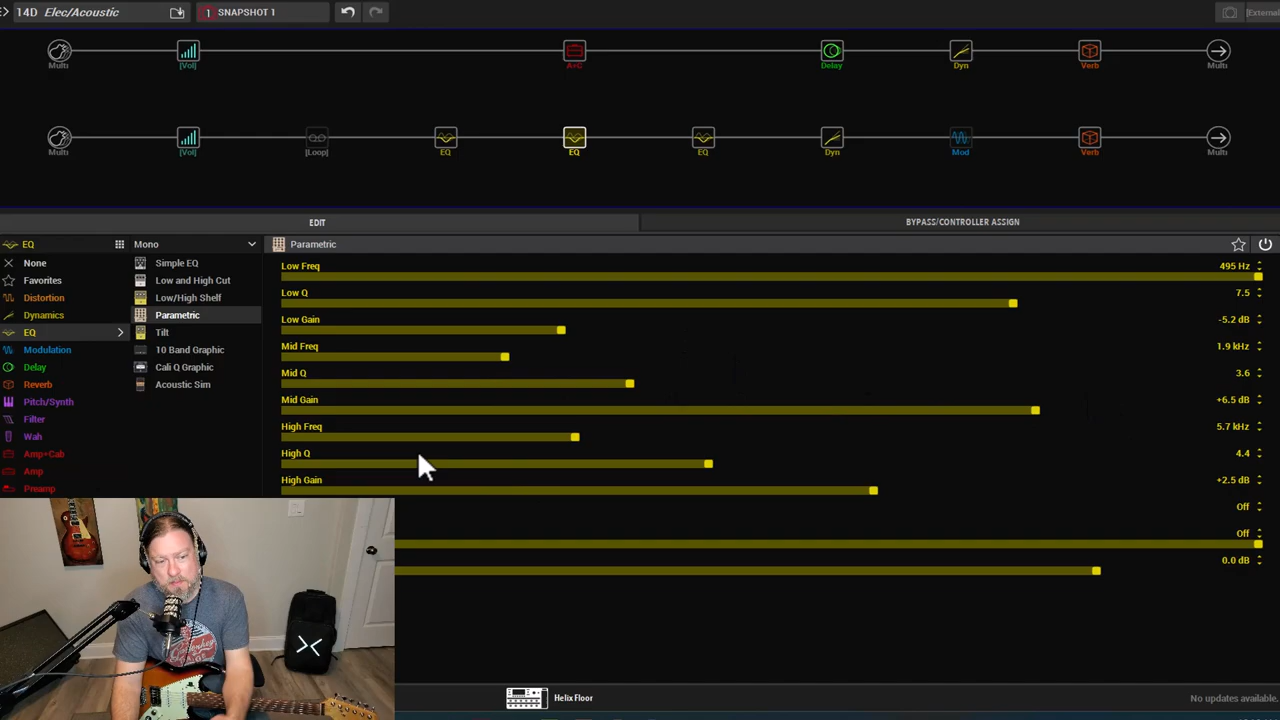 14D Elec/Acoustic
1 SNAPSHOT 1
[External
Multi [Vol] A+C Delay Dyn Verb Multi
Multi [Vol] [Loop] EQ EQ EQ Dyn Mod Verb Multi
EDIT
BYPASS/CONTROLLER ASSIGN
EQ
None
Favorites
Distortion
Dynamics
EQ
Modulation
Delay
Reverb
Pitch/Synth
Filter
Wah
Amp+Cab
Amp
Preamp
Mono
Simple EQ
Low and High Cut
Low/High Shelf
Parametric
Tilt
10 Band Graphic
Cali Q Graphic
Acoustic Sim
Parametric
Low Freq 495 Hz
Low Q 7.5
Low Gain -5.2 dB
Mid Freq 1.9 kHz
Mid Q 3.6
Mid Gain +6.5 dB
High Freq 5.7 kHz
High Q 4.4
High Gain +2.5 dB
Off
Off
0.0 dB
Helix Floor
No updates available.